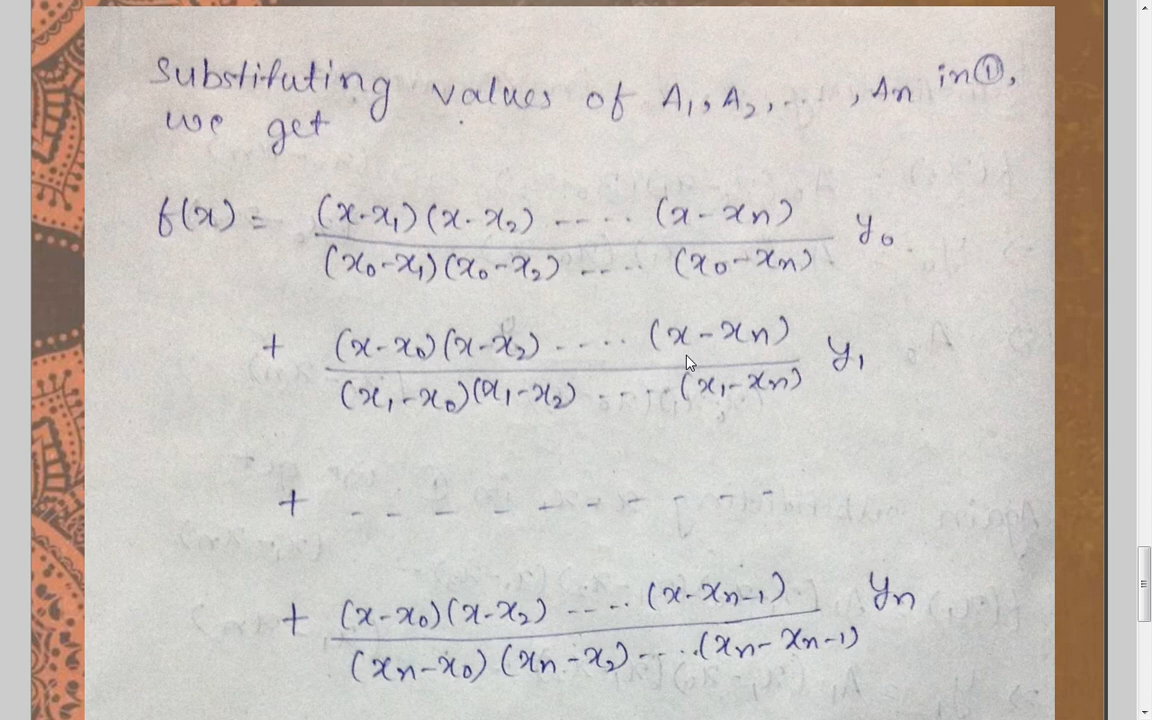 Substituting values of A₁, A₂, ... , An in ①,
we get
f(x) = (x-x₁)(x-x₂) ----.. (x-xn) / (x₀-x₁)(x₀-x₂) ..... (x₀-xn) y₀
+ (x-x₀)(x-x₂) ..... (x-xn) / (x₁-x₀)(x₁-x₂) ... (x₁-xn) y₁
+ - - - - - - - - -
+ (x-x₀)(x-x₂) ..... (x-xn-1) / (xn-x₀)(xn-x₂) ..... (xn-xn-1) yn